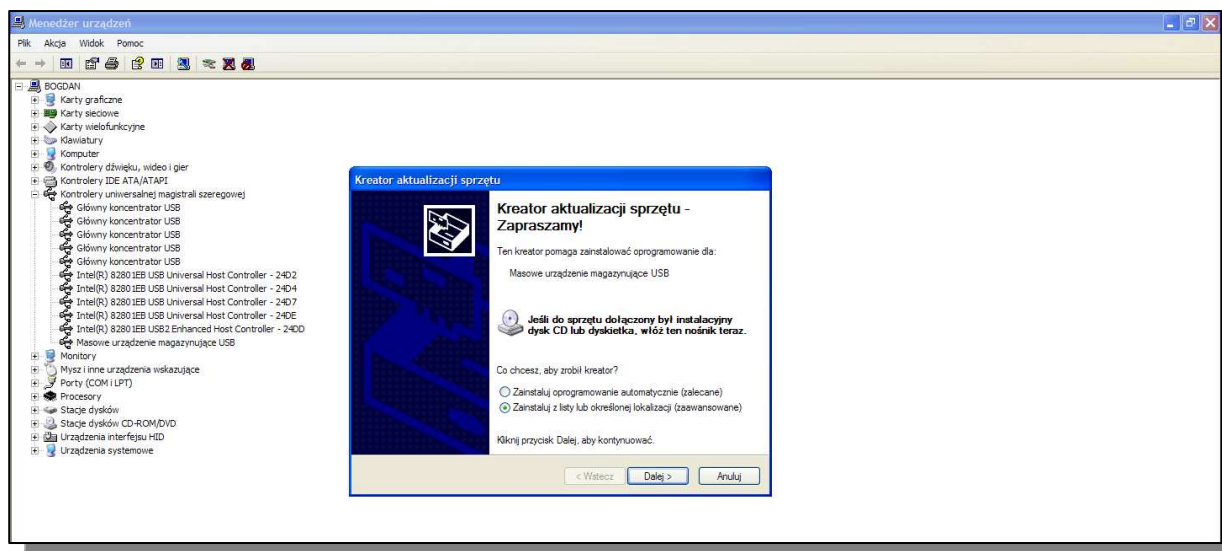 Menedżer urządzeń
Plik Akcja Widok Pomoc
BOGDAN
Karty graficzne
Karty sieciowe
Karty wielofunkcyjne
Klawiatury
Komputer
Kontrolery dźwięku, wideo i gier
Kontrolery IDE ATA/ATAPI
Kontrolery uniwersalnej magistrali szeregowej
Główny koncentrator USB
Główny koncentrator USB
Główny koncentrator USB
Główny koncentrator USB
Główny koncentrator USB
Intel(R) 82801EB USB Universal Host Controller - 24D2
Intel(R) 82801EB USB Universal Host Controller - 24D4
Intel(R) 82801EB USB Universal Host Controller - 24D7
Intel(R) 82801EB USB Universal Host Controller - 24DE
Intel(R) 82801EB USB2 Enhanced Host Controller - 24DD
Masowe urządzenie magazynujące USB
Monitory
Mysz i inne urządzenia wskazujące
Porty (COM i LPT)
Procesory
Stacje dysków
Stacje dysków CD-ROM/DVD
Urządzenia interfejsu HID
Urządzenia systemowe
Kreator aktualizacji sprzętu
Kreator aktualizacji sprzętu -
Zapraszamy!
Ten kreator pomaga zainstalować oprogramowanie dla:
Masowe urządzenie magazynujące USB
Jeśli do sprzętu dołączony był instalacyjny
dysk CD lub dyskietka, włóż ten nośnik teraz.
Co chcesz, aby zrobił kreator?
Zainstaluj oprogramowanie automatycznie (zalecane)
Zainstaluj z listy lub określonej lokalizacji (zaawansowane)
Kliknij przycisk Dalej, aby kontynuować.
< Wstecz Dalej > Anuluj